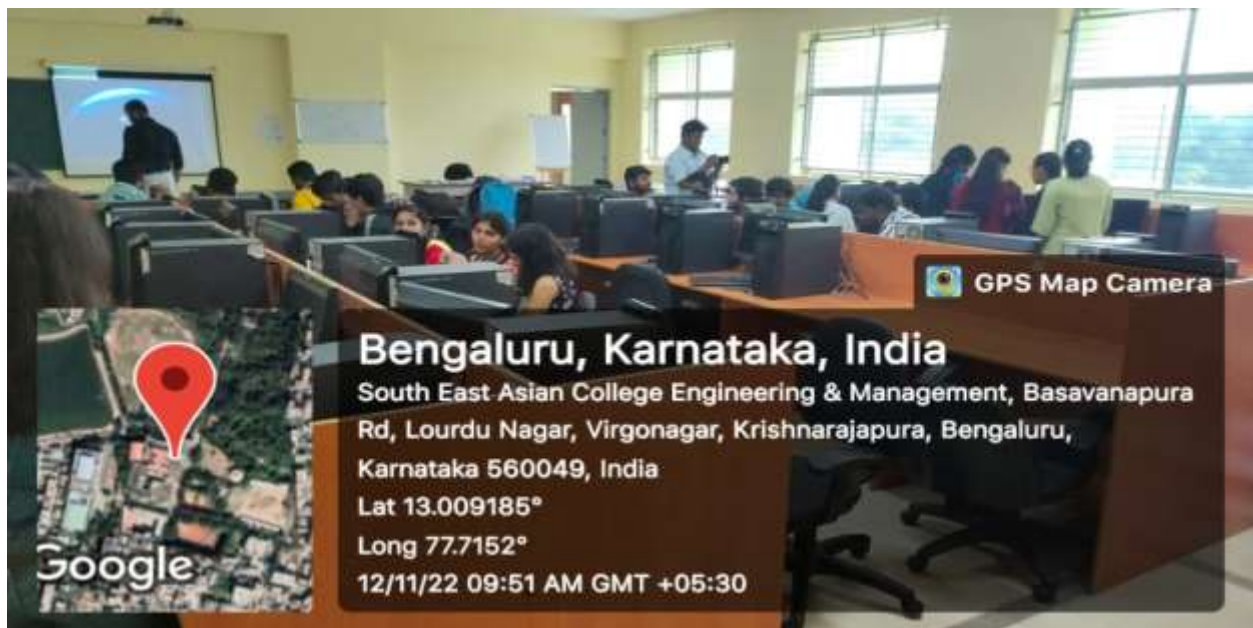 GPS Map Camera
Bengaluru, Karnataka, India
South East Asian College Engineering & Management, Basavanapura
Rd, Lourdu Nagar, Virgonagar, Krishnarajapura, Bengaluru,
Karnataka 560049, India
Lat 13.009185°
Long 77.7152°
12/11/22 09:51 AM GMT +05:30
Google